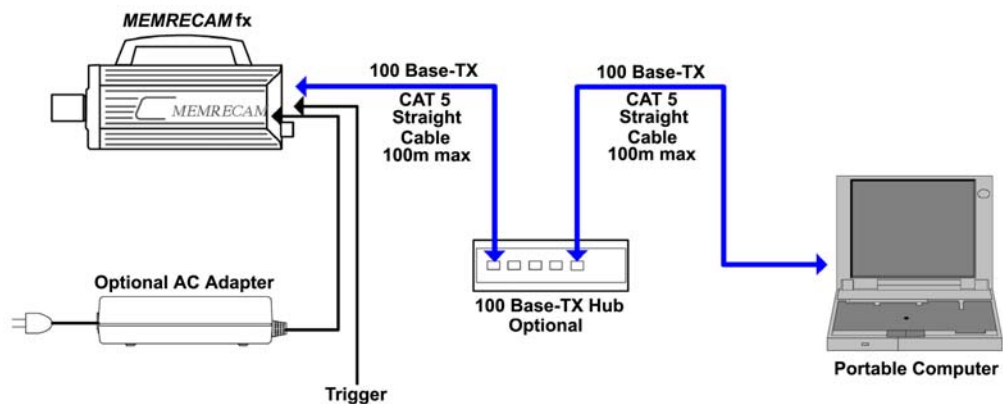 MEMRECAM fx
MEMRECAM
100 Base-TX
CAT 5
Straight
Cable
100m max
100 Base-TX
CAT 5
Straight
Cable
100m max
Optional AC Adapter
100 Base-TX Hub
Optional
Trigger
Portable Computer